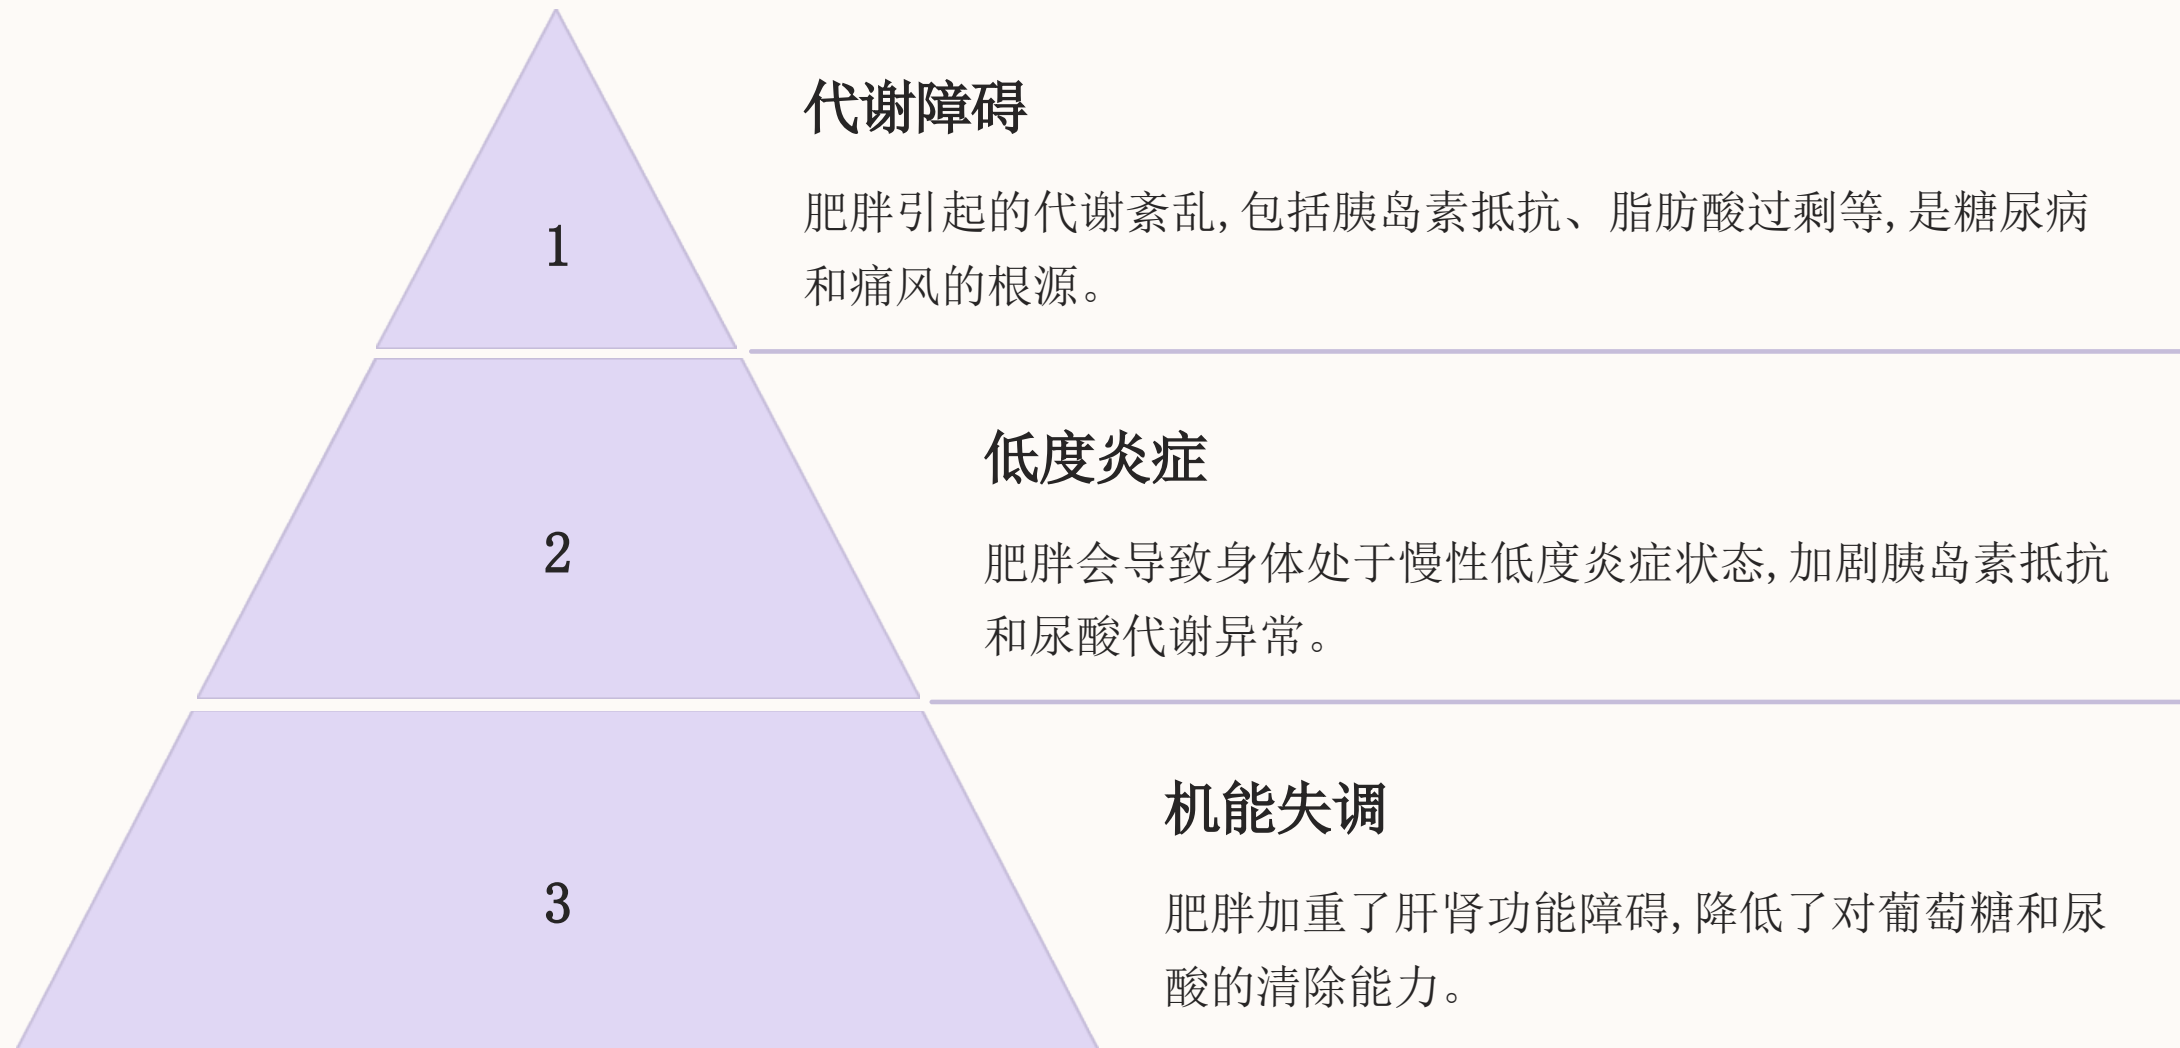 代谢障碍
肥胖引起的代谢紊乱,包括胰岛素抵抗、脂肪酸过剩等,是糖尿病
和痛风的根源。
1
低度炎症
肥胖会导致身体处于慢性低度炎症状态,加剧胰岛素抵抗
和尿酸代谢异常。
2
机能失调
肥胖加重了肝肾功能障碍,降低了对葡萄糖和尿
酸的清除能力。
3